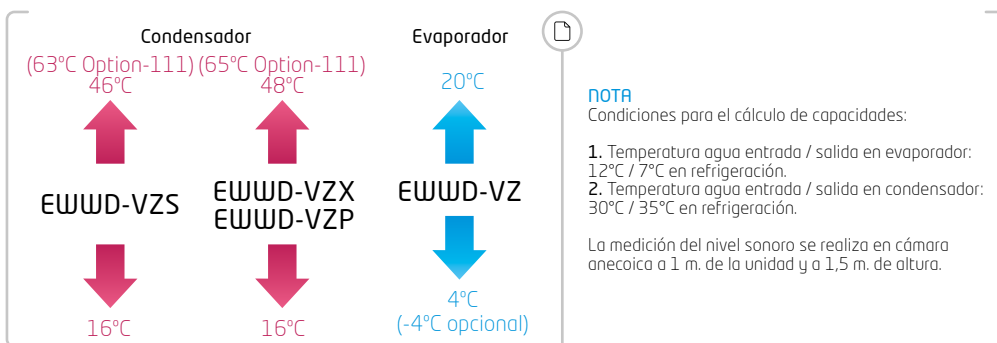 Condensador
Evaporador
(63°C Option-111) (65°C Option-111)
46°C
48°C
20°C
EWWD-VZS
EWWD-VZX
EWWD-VZP
EWWD-VZ
16°C
16°C
4°C
(-4°C opcional)
NOTA
Condiciones para el cálculo de capacidades:
1. Temperatura agua entrada / salida en evaporador:
12°C / 7°C en refrigeración.
2. Temperatura agua entrada / salida en condensador:
30°C / 35°C en refrigeración.
La medición del nivel sonoro se realiza en cámara
anecoica a 1 m. de la unidad y a 1,5 m. de altura.